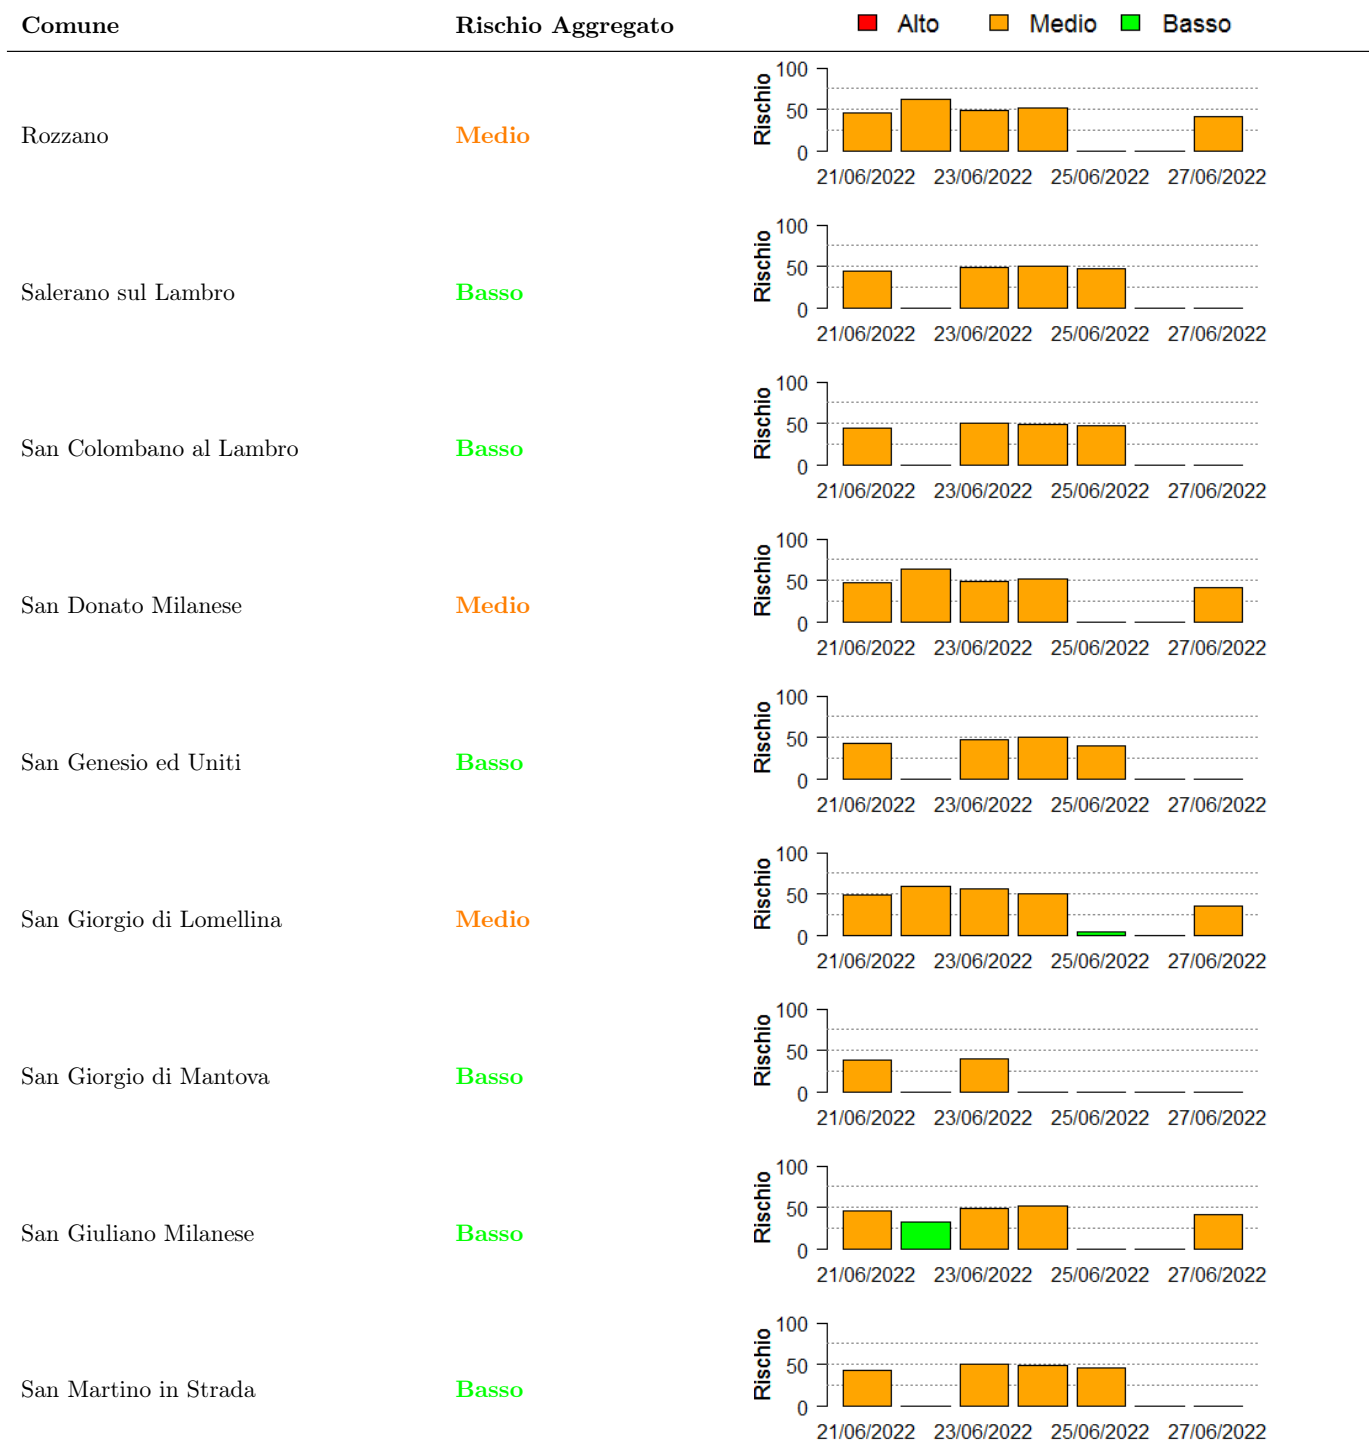 Comune Rischio Aggregato Alto Medio Basso
100
50
0
Rischio
Rozzano Medio
21/06/2022 23/06/2022 25/06/2022 27/06/2022
100
50
0
Rischio
Salerano sul Lambro Basso
21/06/2022 23/06/2022 25/06/2022 27/06/2022
100
50
0
Rischio
San Colombano al Lambro Basso
21/06/2022 23/06/2022 25/06/2022 27/06/2022
100
50
0
Rischio
San Donato Milanese Medio
21/06/2022 23/06/2022 25/06/2022 27/06/2022
100
50
0
Rischio
San Genesio ed Uniti Basso
21/06/2022 23/06/2022 25/06/2022 27/06/2022
100
50
0
Rischio
San Giorgio di Lomellina Medio
21/06/2022 23/06/2022 25/06/2022 27/06/2022
100
50
0
Rischio
San Giorgio di Mantova Basso
21/06/2022 23/06/2022 25/06/2022 27/06/2022
100
50
0
Rischio
San Giuliano Milanese Basso
21/06/2022 23/06/2022 25/06/2022 27/06/2022
100
50
0
Rischio
San Martino in Strada Basso
21/06/2022 23/06/2022 25/06/2022 27/06/2022